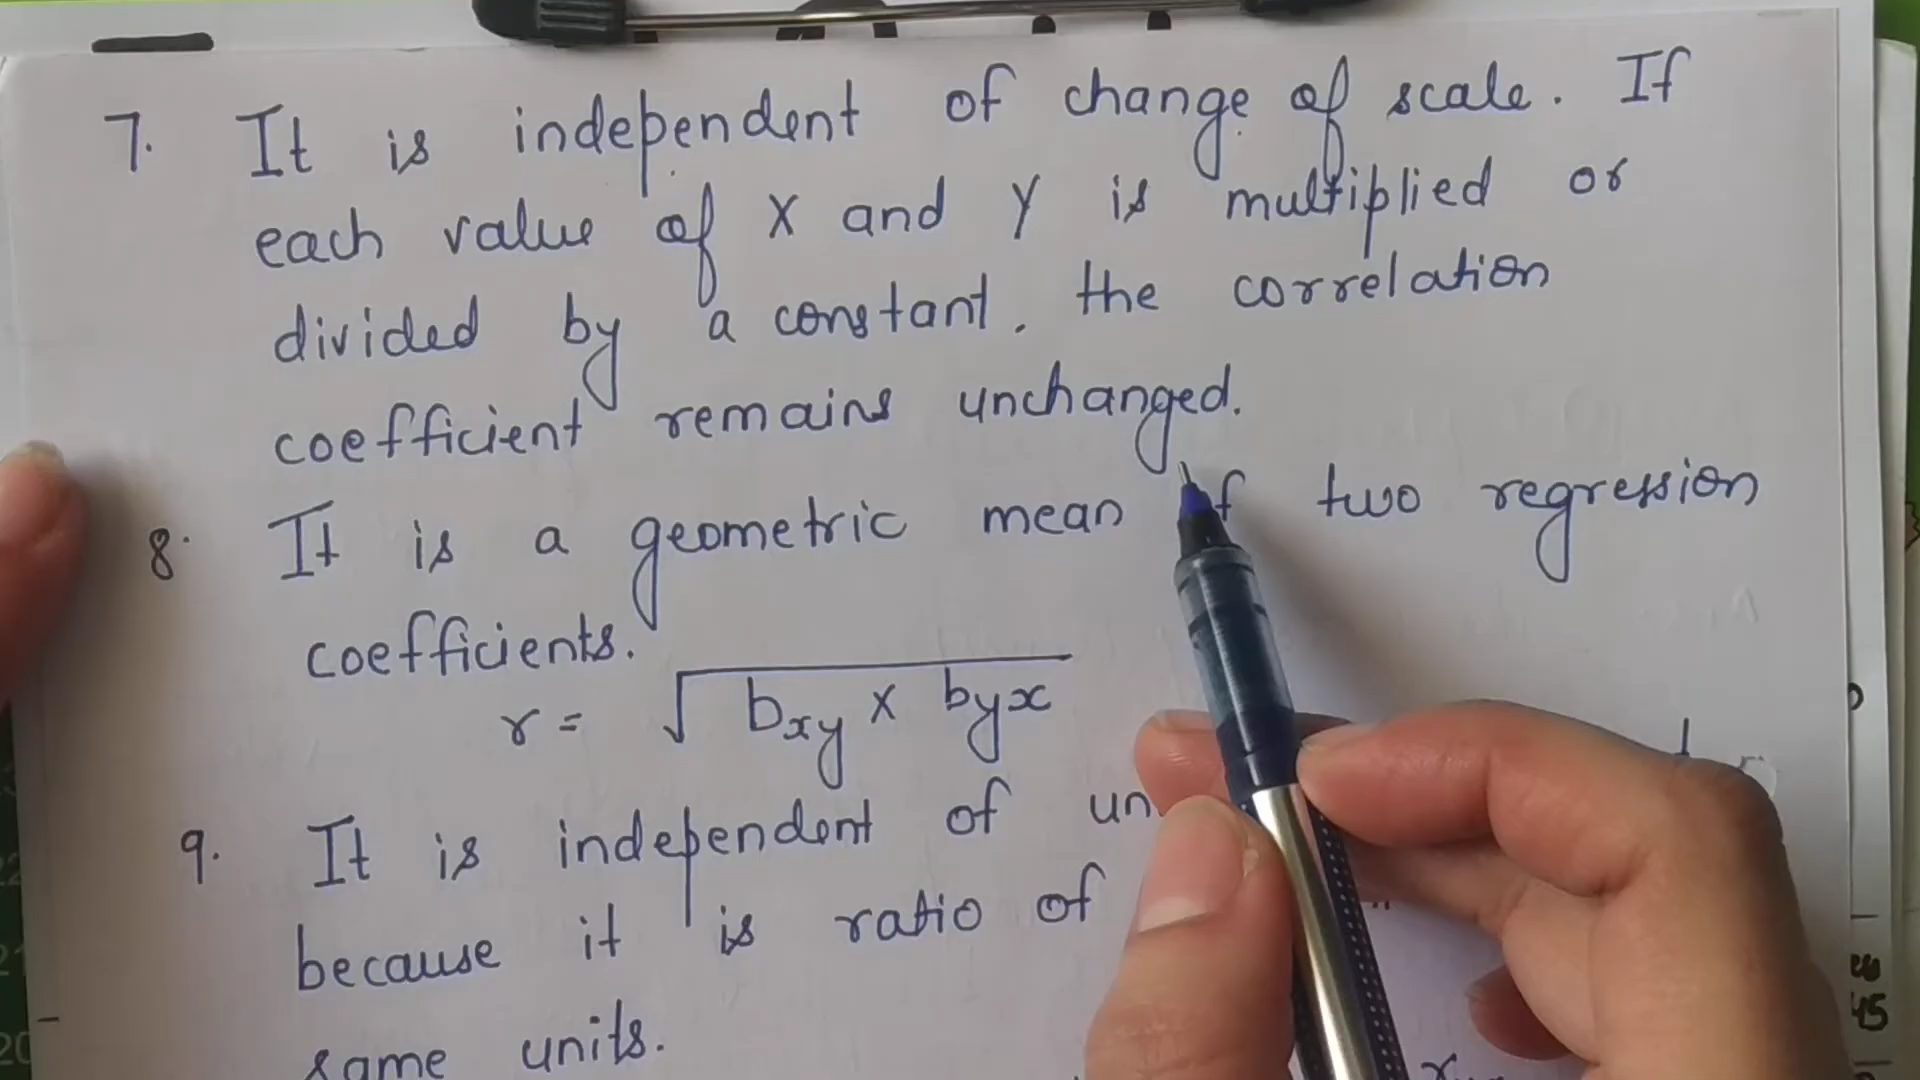 7. It is independent of change of scale. If
each value of X and Y is multiplied or
divided by a constant, the correlation
coefficient remains unchanged.
8. It is a geometric mean of two regression
coefficients.
r = √ bxy × byx
9. It is independent of
because it is ratio of
same units.
45